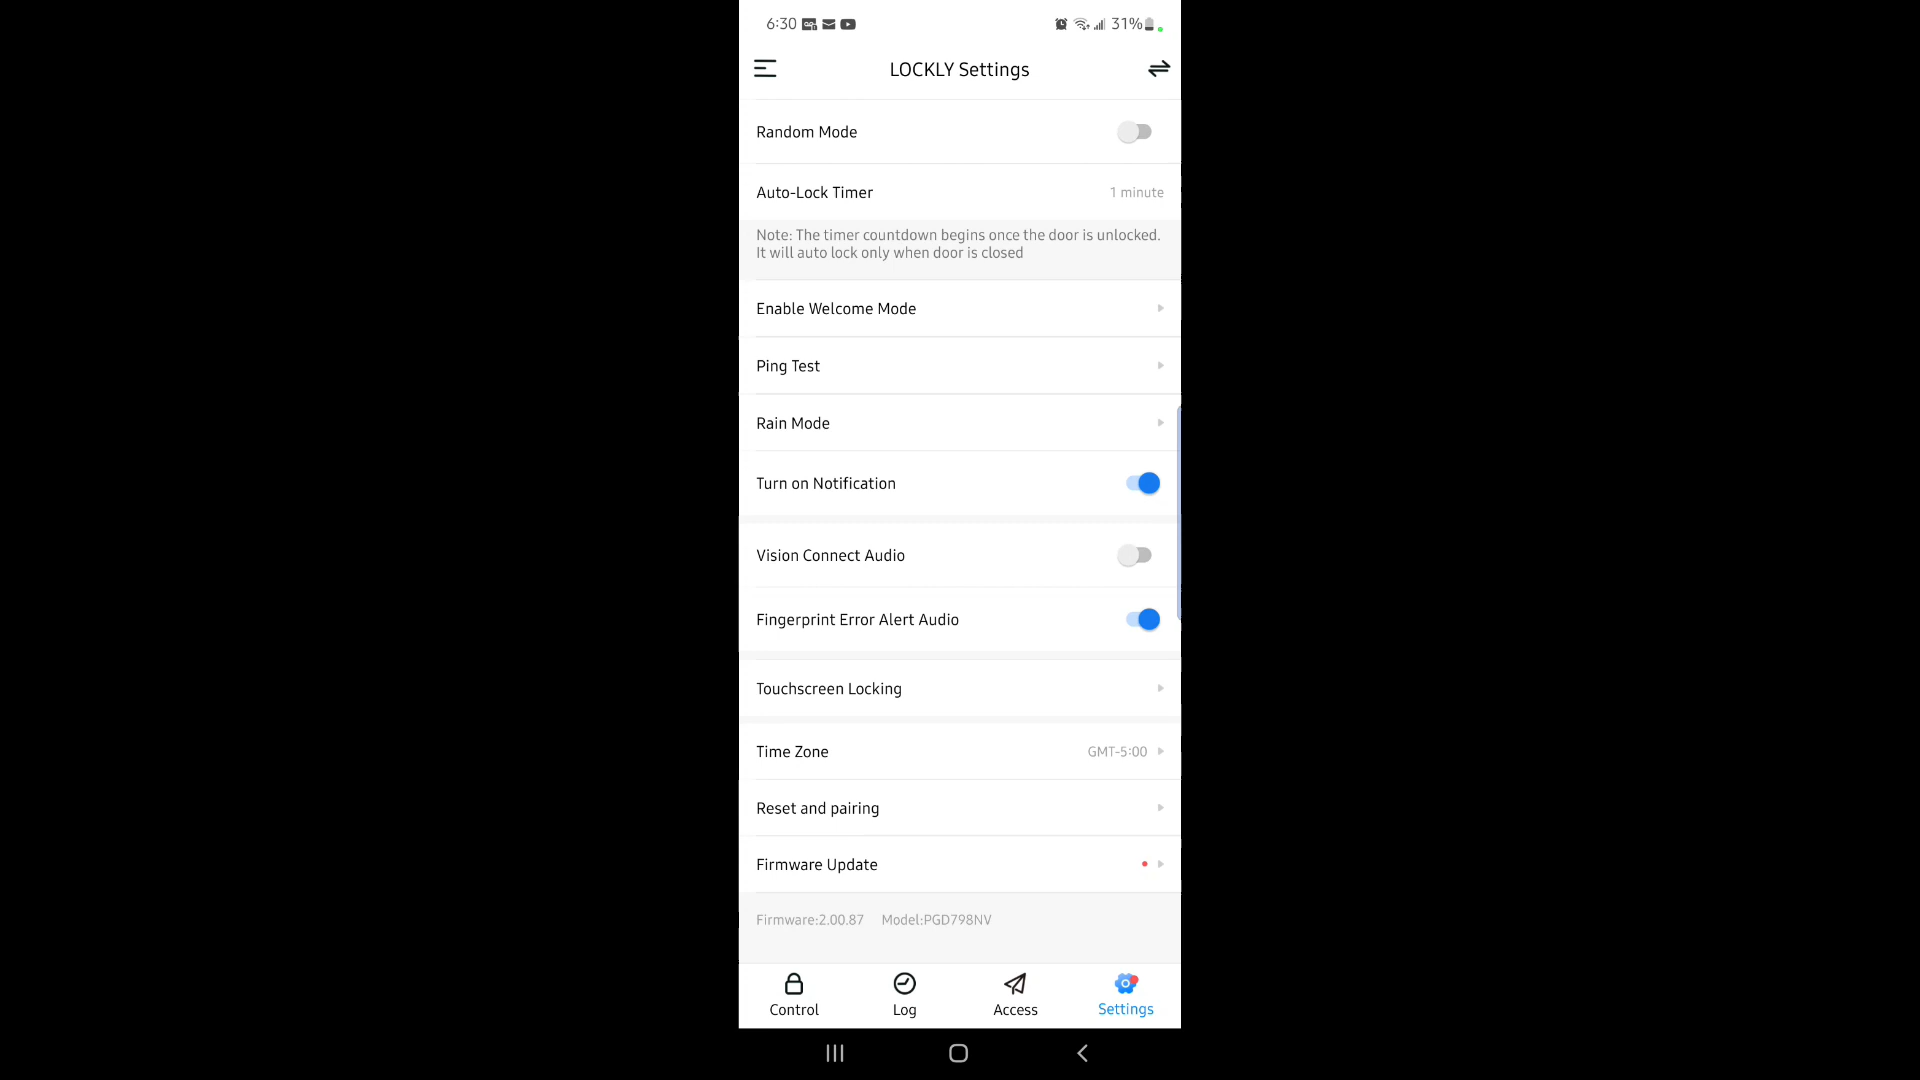 6:30
31%
LOCKLY Settings
Random Mode
Auto-Lock Timer 1 minute
Note: The timer countdown begins once the door is unlocked.
It will auto lock only when door is closed
Enable Welcome Mode
Ping Test
Rain Mode
Turn on Notification
Vision Connect Audio
Fingerprint Error Alert Audio
Touchscreen Locking
Time Zone GMT-5:00
Reset and pairing
Firmware Update
Firmware:2.00.87 Model:PGD798NV
Control Log Access Settings